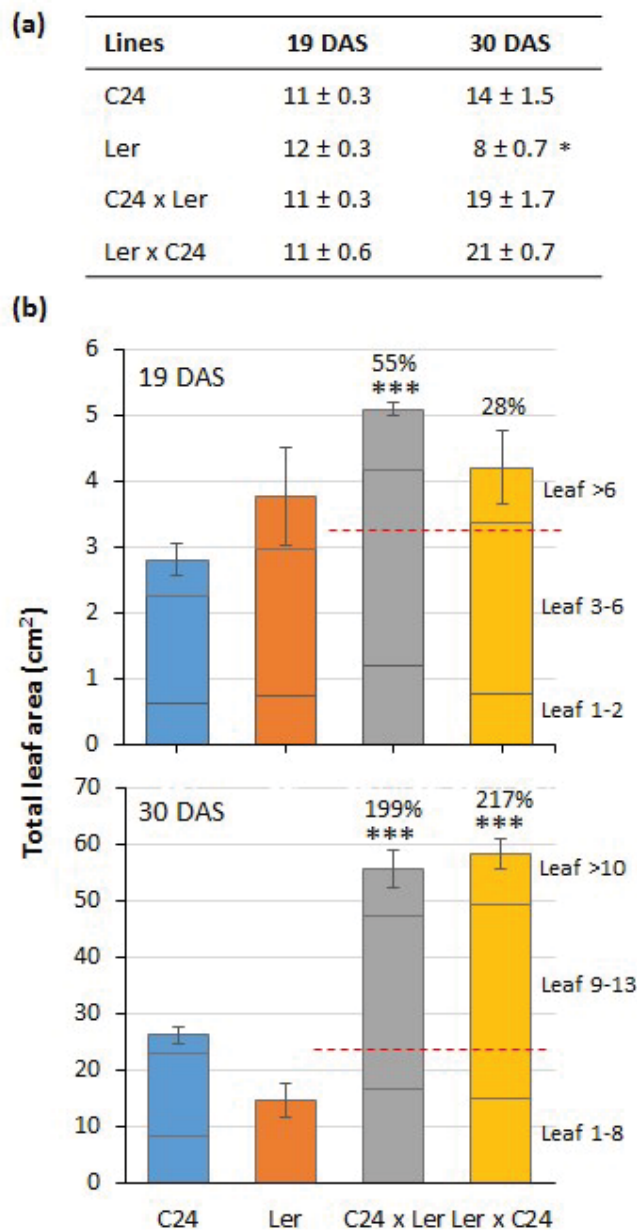 (a)
Lines 19 DAS 30 DAS
C24 11 ± 0.3 14 ± 1.5
Ler 12 ± 0.3 8 ± 0.7 *
C24 x Ler 11 ± 0.3 19 ± 1.7
Ler x C24 11 ± 0.6 21 ± 0.7
(b)
Total leaf area (cm²)
19 DAS
55%
***
28%
6
5
4
3
2
1
0
Leaf >6
Leaf 3-6
Leaf 1-2
30 DAS
199%
***
217%
***
70
60
50
40
30
20
10
0
Leaf >10
Leaf 9-13
Leaf 1-8
C24 Ler C24 x Ler Ler x C24